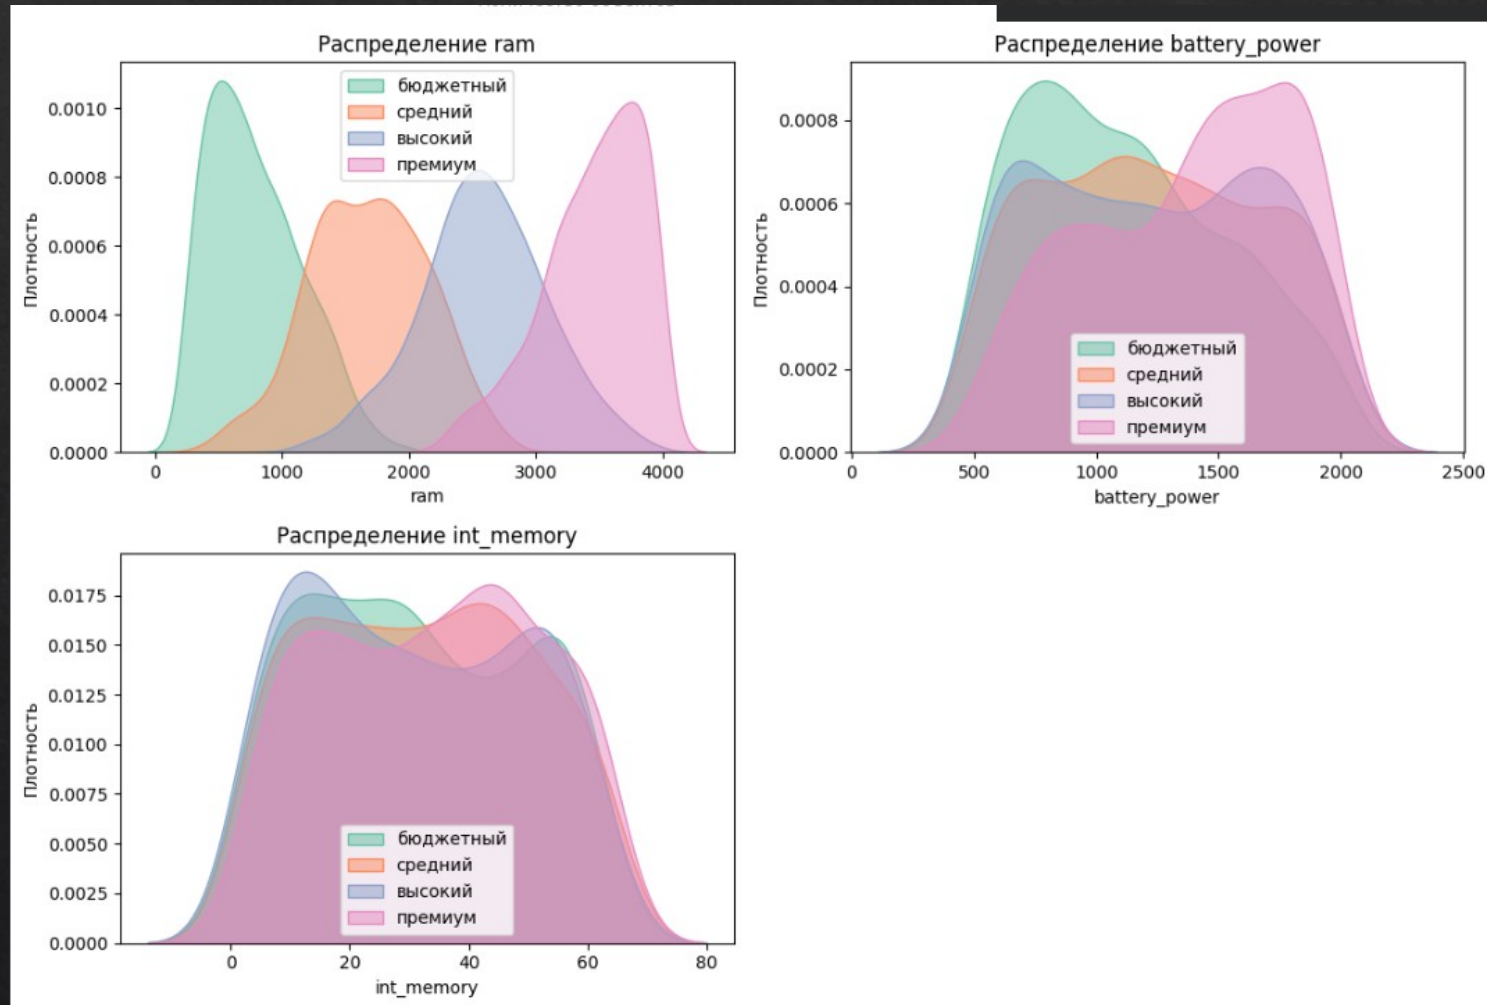 Распределение ram
0.0010
0.0008
0.0006
0.0004
0.0002
0.0000
Плотность
бюджетный
средний
высокий
премиум
0
1000
2000
3000
4000
ram
Распределение battery_power
0.0008
0.0006
0.0004
0.0002
0.0000
Плотность
бюджетный
средний
высокий
премиум
0
500
1000
1500
2000
2500
battery_power
Распределение int_memory
0.0175
0.0150
0.0125
0.0100
0.0075
0.0050
0.0025
0.0000
Плотность
бюджетный
средний
высокий
премиум
0
20
40
60
80
int_memory